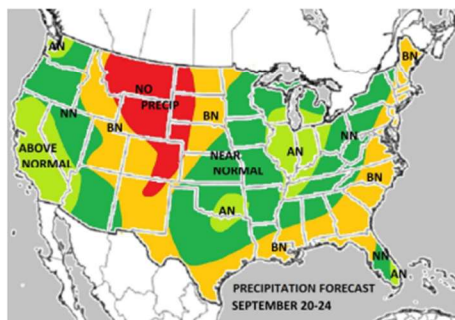 AN
BN
NO
PRECIP
NN
BN
BN
NN
ABOVE
NORMAL
NEAR
NORMAL
AN
BN
AN
BN
NN
AN
PRECIPITATION FORECAST
SEPTEMBER 20-24